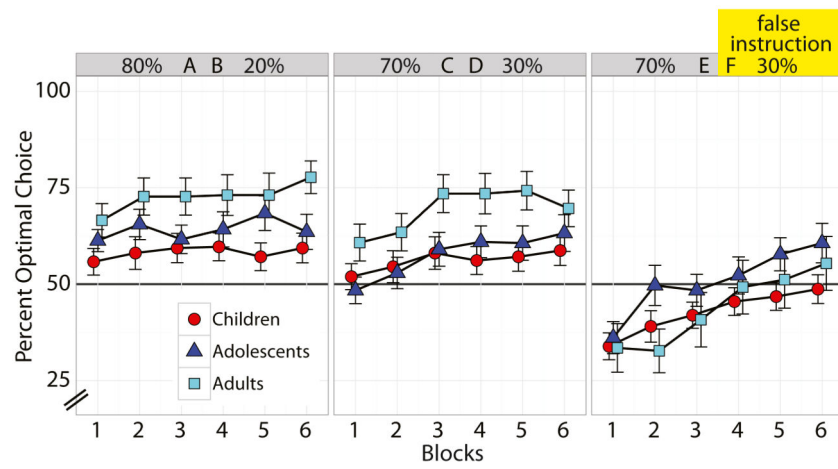 false
instruction
80% A B 20%
70% C D 30%
70% E F 30%
Percent Optimal Choice
100
75
50
25
Children
Adolescents
Adults
1 2 3 4 5 6
1 2 3 4 5 6
1 2 3 4 5 6
Blocks